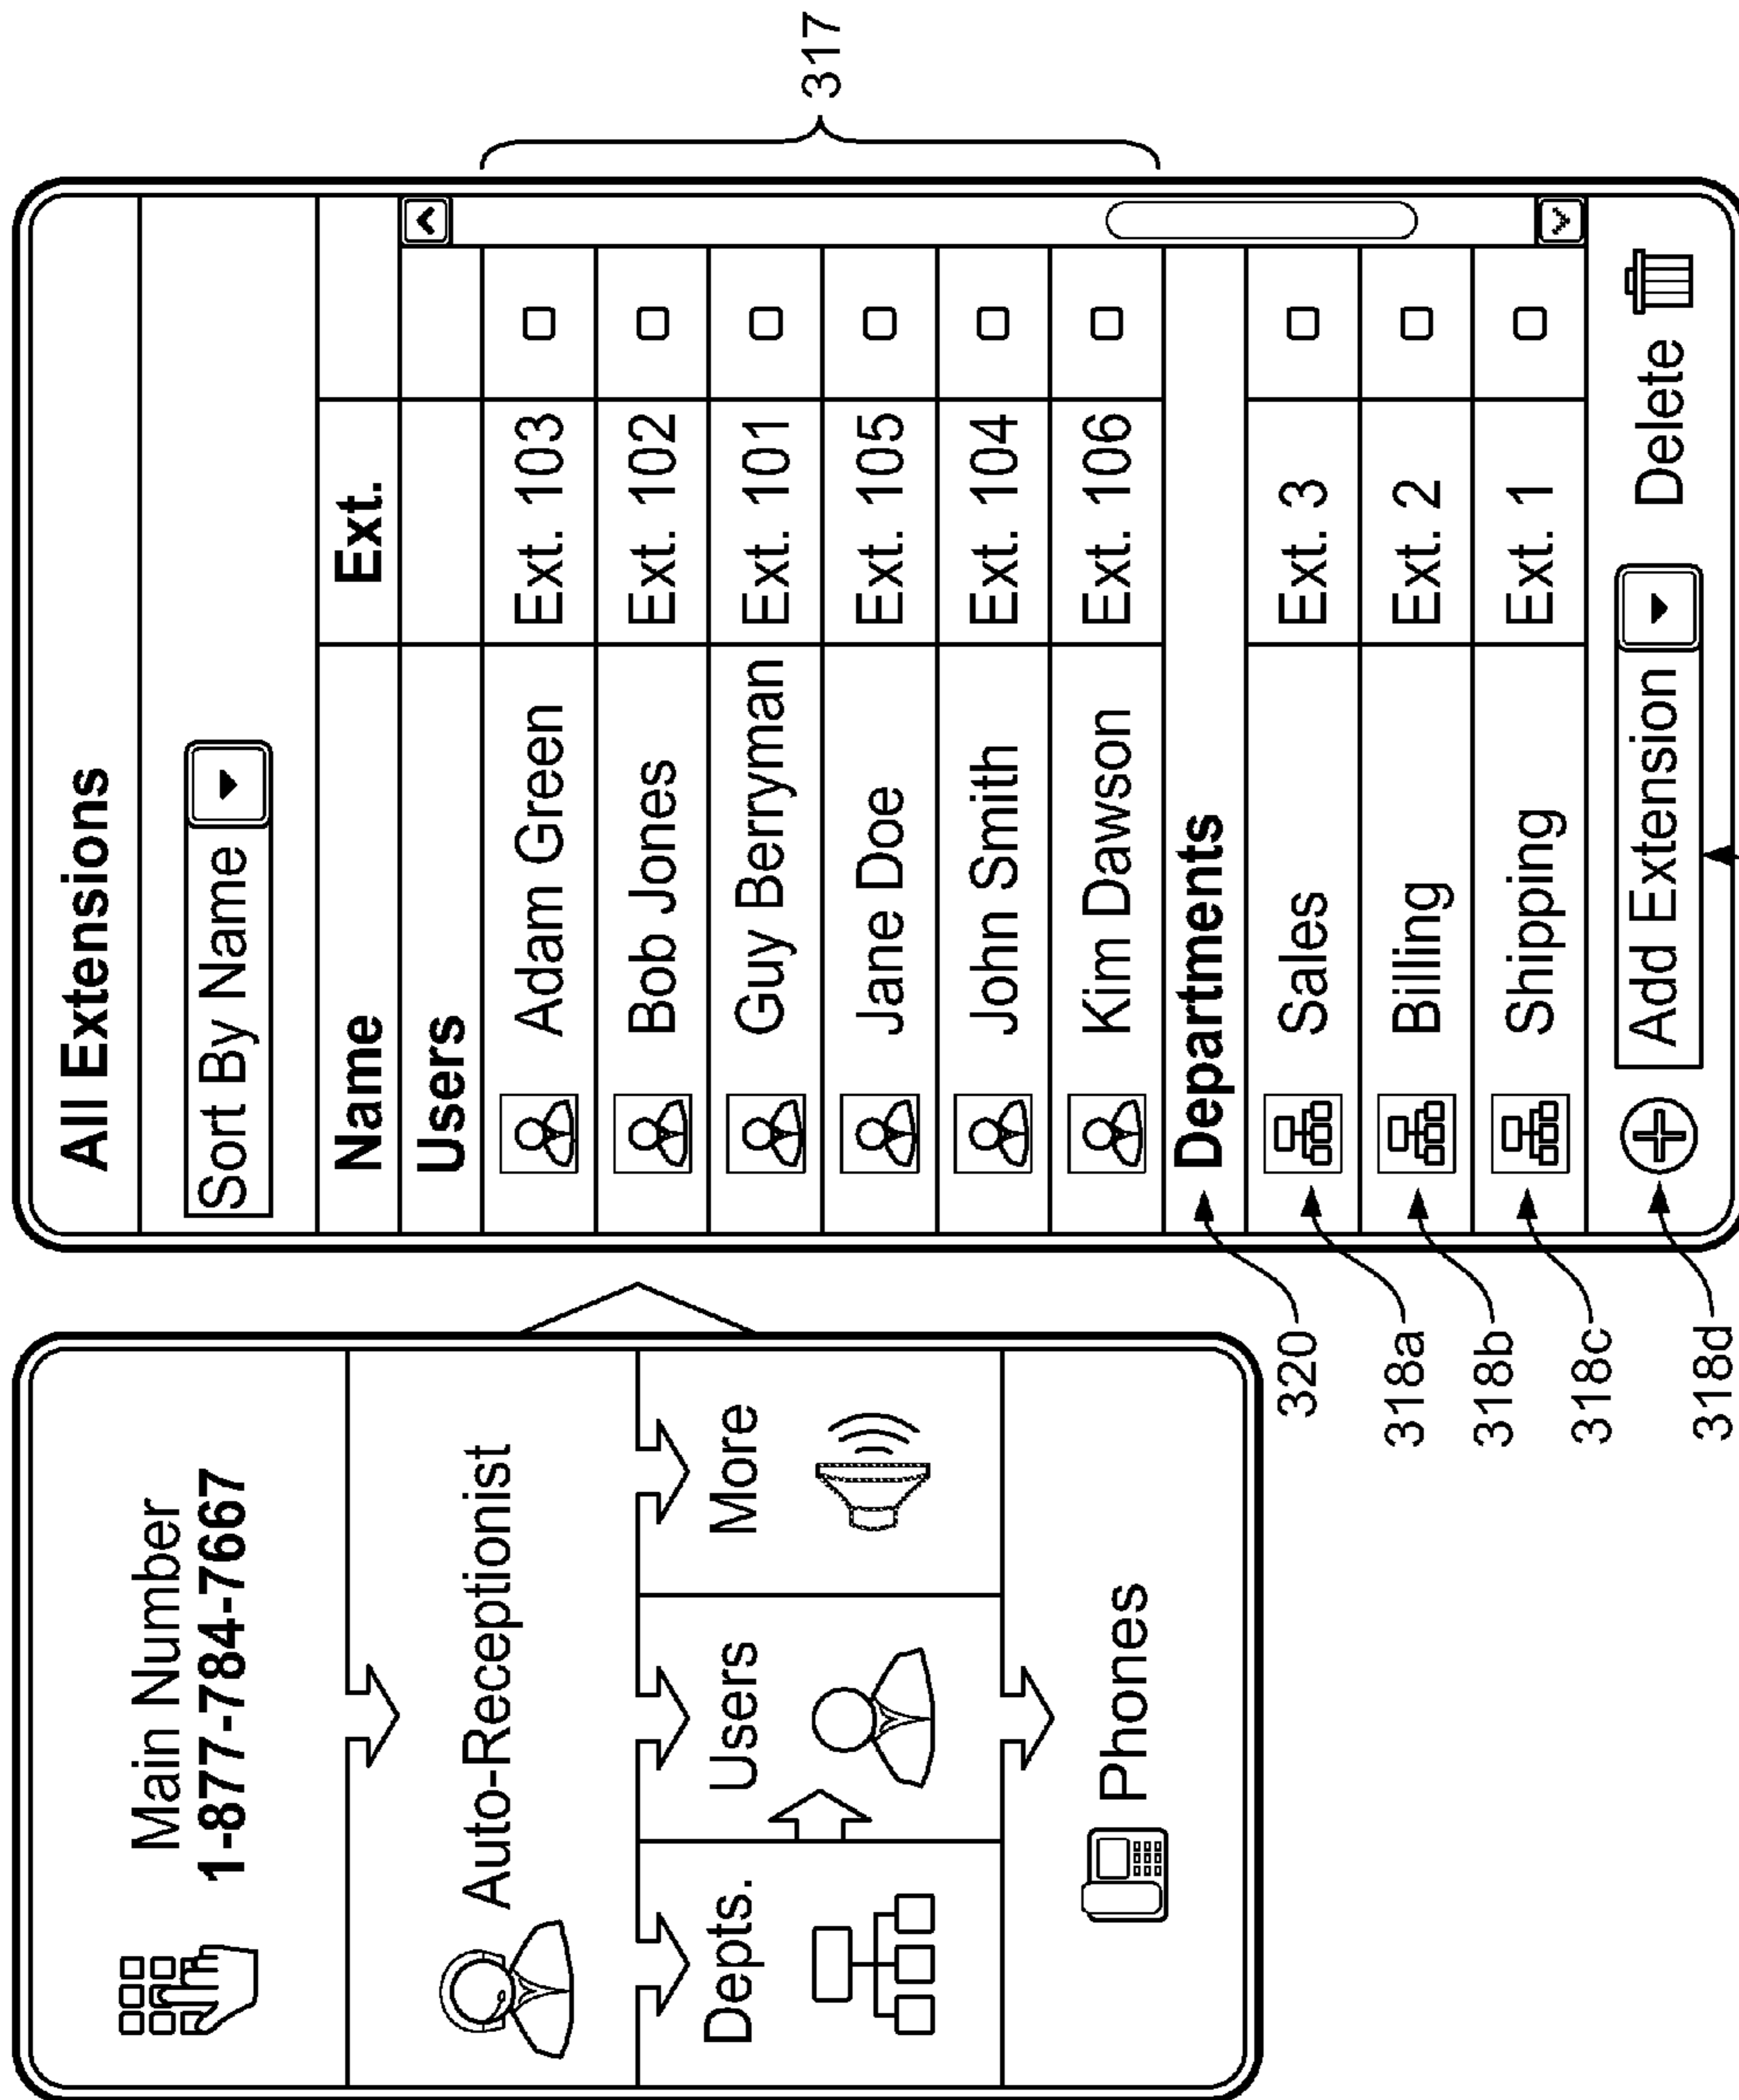 Main Number
1-877-784-7667
Auto-Receptionist
Depts.
Users
More
Phones
All Extensions
Sort By Name
Name Ext.
Users
Adam Green Ext. 103
Bob Jones Ext. 102
Guy Berryman Ext. 101
Jane Doe Ext. 105
John Smith Ext. 104
Kim Dawson Ext. 106
Departments
Sales Ext. 3
Billing Ext. 2
Shipping Ext. 1
Add Extension Delete
317
320
318a
318b
318c
318d